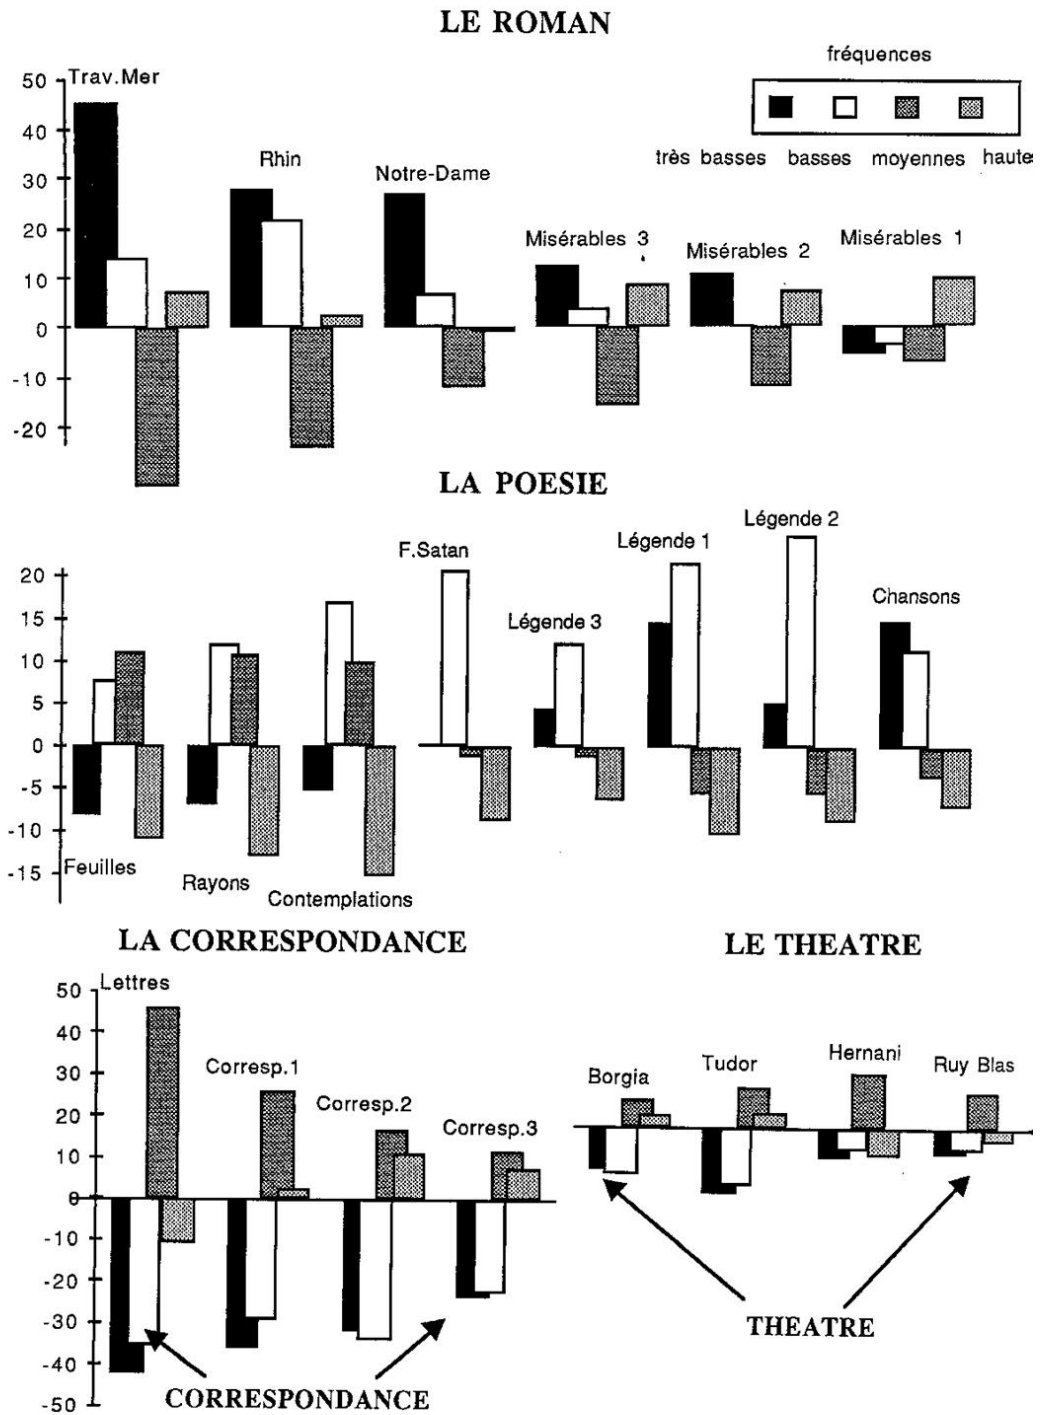 LE ROMAN
fréquences
très basses basses moyennes haute
50
40
30
20
10
0
-10
-20
Trav.Mer
Rhin
Notre-Dame
Misérables 3
Misérables 2
Misérables 1
LA POESIE
20
15
10
5
0
-5
-10
-15
F.Satan
Légende 3
Légende 1
Légende 2
Chansons
Feuilles
Rayons
Contemplations
LA CORRESPONDANCE
50
40
30
20
10
0
-10
-20
-30
-40
-50
Lettres
Corresp.1
Corresp.2
Corresp.3
CORRESPONDANCE
LE THEATRE
Borgia
Tudor
Hernani
Ruy Blas
THEATRE